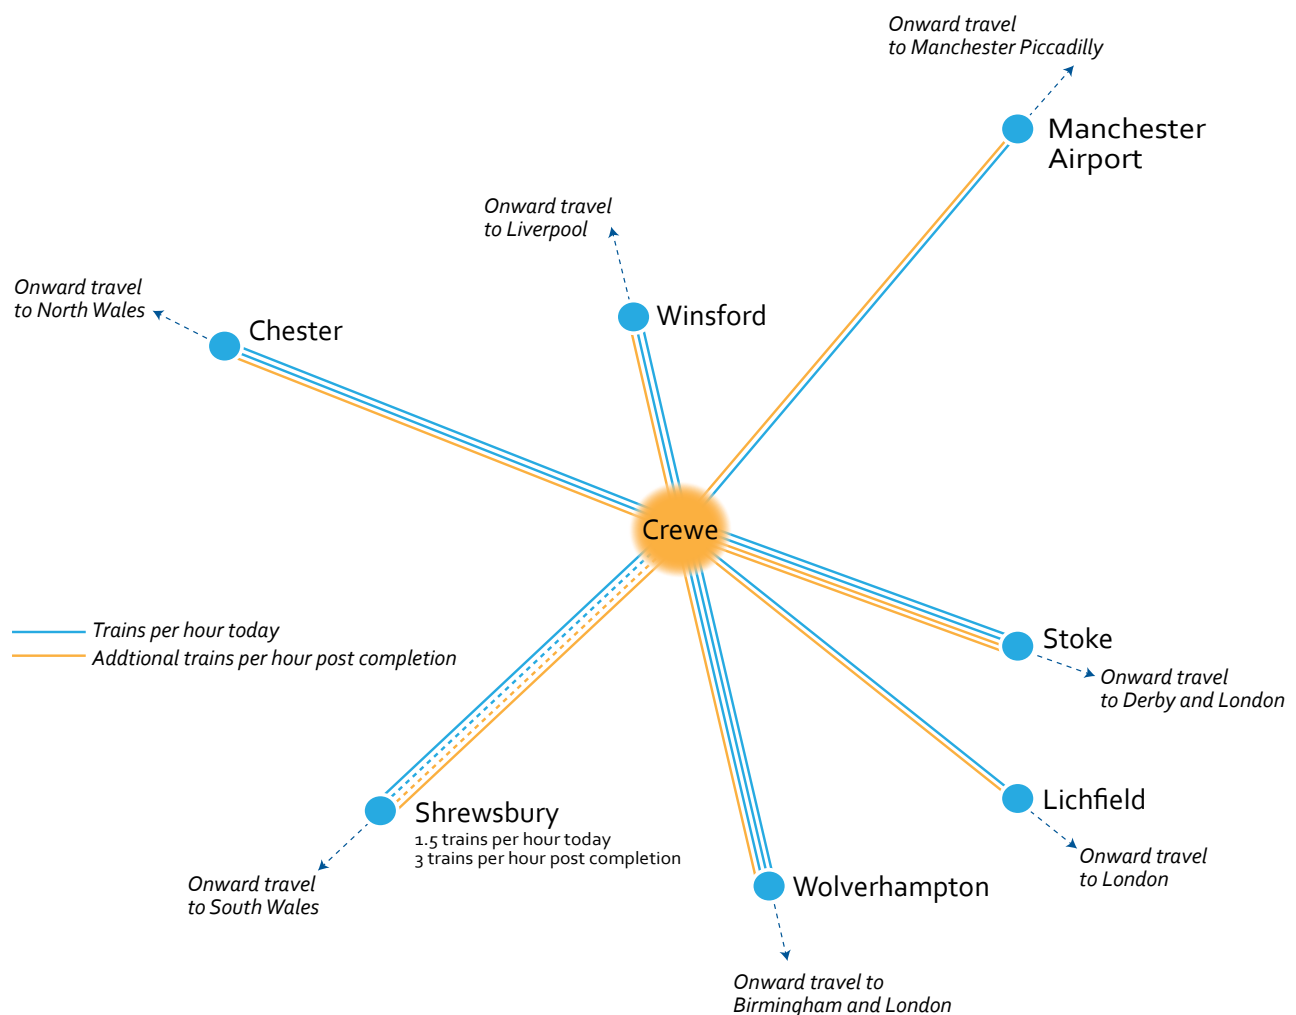 Onward travel
to Manchester Piccadilly
Manchester
Airport
Onward travel
to Liverpool
Winsford
Onward travel
to North Wales
Chester
Crewe
Trains per hour today
Addtional trains per hour post completion
Stoke
Onward travel
to Derby and London
Lichfield
Onward travel
to London
Shrewsbury
1.5 trains per hour today
3 trains per hour post completion
Onward travel
to South Wales
Wolverhampton
Onward travel to
Birmingham and London